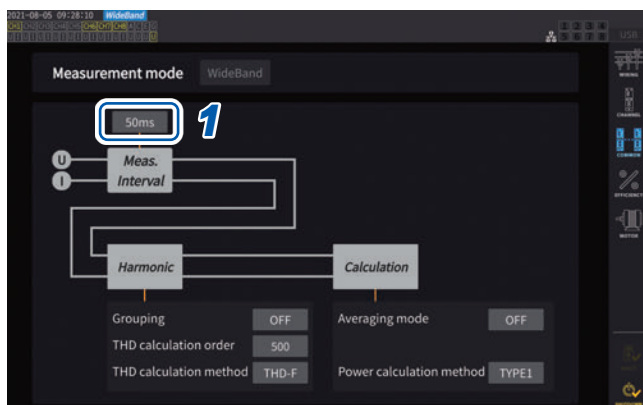 2021-08-05 09:28:10 WideBand
USB
Measurement mode WideBand
WIRING
50ms 1
CHANNEL
U Meas.
I Interval
COMMON
EFFICIENCY
MOTOR
Harmonic Calculation
Grouping OFF Averaging mode OFF
THD calculation order 500
THD calculation method THD-F Power calculation method TYPE1